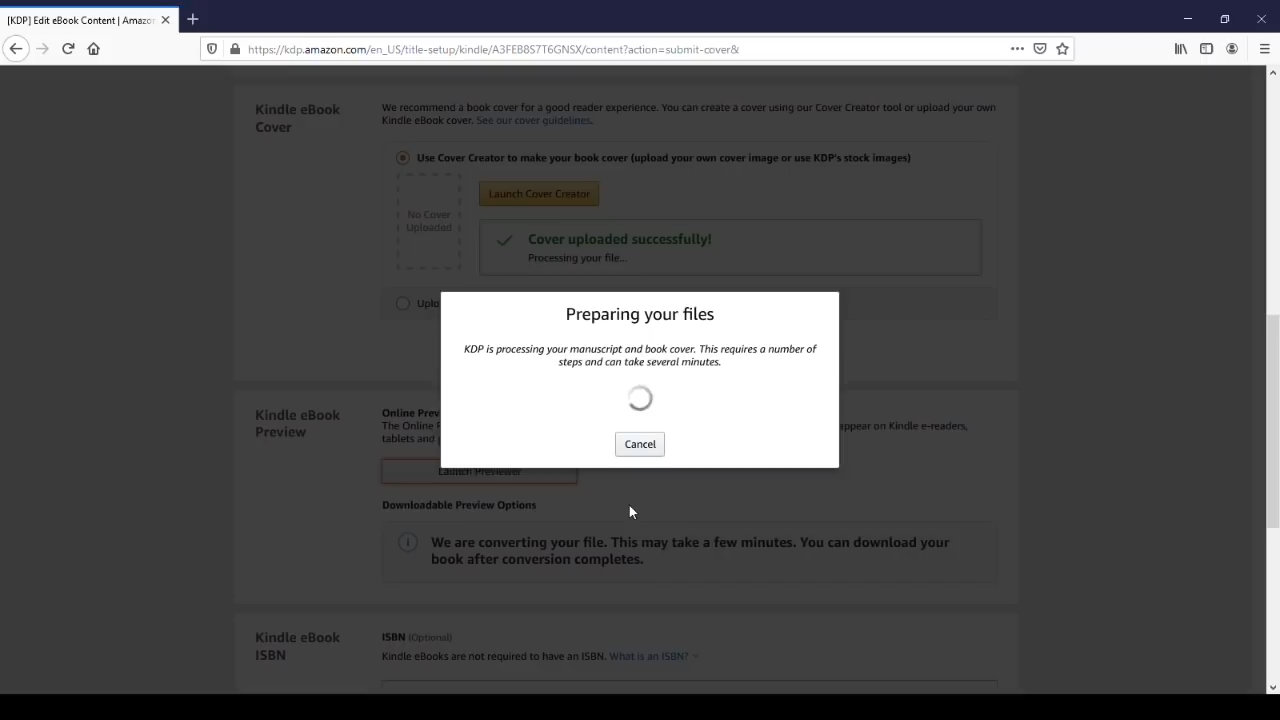 [KDP] Edit eBook Content | Amazon
https://kdp.amazon.com/en_US/title-setup/kindle/A3FEB8S7T6GNSX/content?action=submit-cover&
Kindle eBook
Cover
We recommend a book cover for a good reader experience. You can create a cover using our Cover Creator tool or upload your own
Kindle eBook cover. See our cover guidelines.
Use Cover Creator to make your book cover (upload your own cover image or use KDP's stock images)
No Cover
Uploaded
Launch Cover Creator
Cover uploaded successfully!
Processing your file...
Uplo
Preparing your files
KDP is processing your manuscript and book cover. This requires a number of
steps and can take several minutes.
Cancel
Kindle eBook
Preview
Online Prev
The Online P appear on Kindle e-readers,
tablets and p
Launch Previewer
Downloadable Preview Options
We are converting your file. This may take a few minutes. You can download your
book after conversion completes.
Kindle eBook
ISBN
ISBN (Optional)
Kindle eBooks are not required to have an ISBN. What is an ISBN?